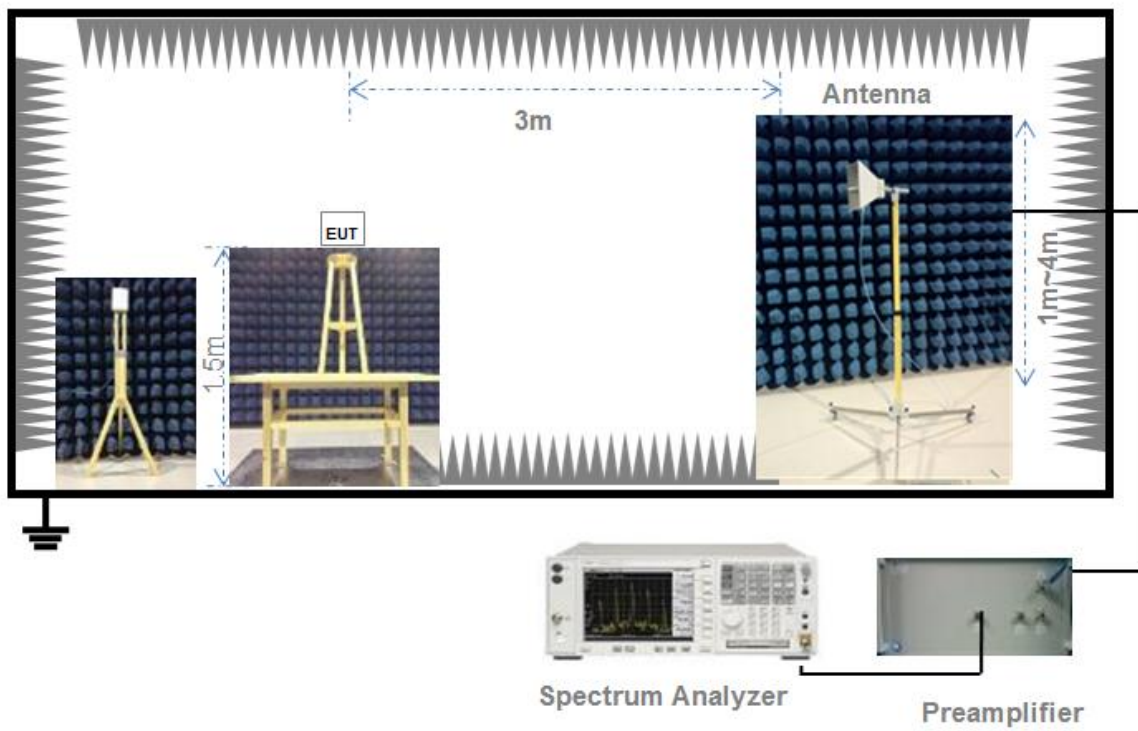 Antenna
3m
EUT
1.5m
1m~4m
Spectrum Analyzer
Preamplifier